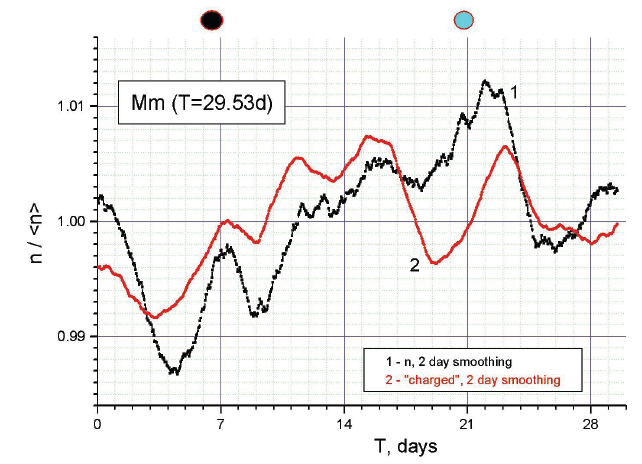 1
1.01
Mm (T=29.53d)
n / <n>
1.00
2
0.99
1 - n, 2 day smoothing
2 - "charged", 2 day smoothing
0 7 14 21 28
T, days